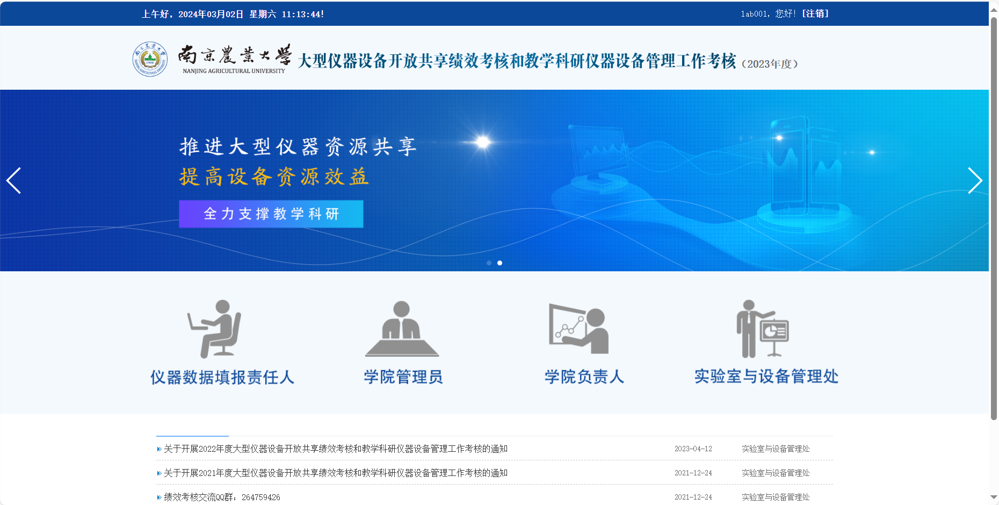 上午好，2024年03月02日 星期六 11:13:44!
lab001，您好！[注销]
南京農業大學
NANJING AGRICULTURAL UNIVERSITY
大型仪器设备开放共享绩效考核和教学科研仪器设备管理工作考核（2023年度）
推进大型仪器资源共享
提高设备资源效益
全力支撑教学科研
仪器数据填报责任人
学院管理员
学院负责人
实验室与设备管理处
关于开展2022年度大型仪器设备开放共享绩效考核和教学科研仪器设备管理工作考核的通知 2023-04-12 实验室与设备管理处
关于开展2021年度大型仪器设备开放共享绩效考核和教学科研仪器设备管理工作考核的通知 2021-12-24 实验室与设备管理处
绩效考核交流QQ群：264759426 2021-12-24 实验室与设备管理处